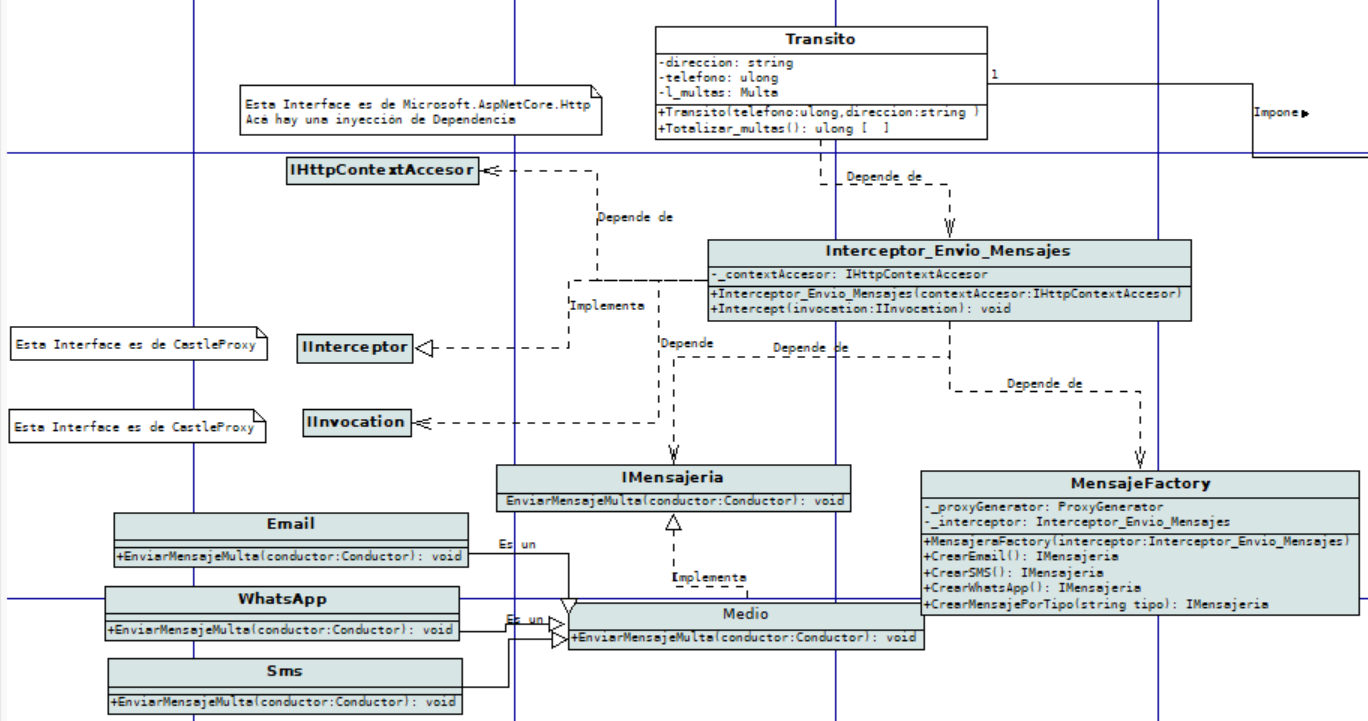 Transito
-direccion: string
-telefono: ulong
-l_multas: Multa
+Transito(telefono:ulong,direccion:string )
+Totalizar_multas(): ulong [  ]
1
Impone
Esta Interface es de Microsoft.AspNetCore.Http
Acá hay una inyección de Dependencia
IHttpContextAccesor
Depende de
Depende de
Interceptor_Envio_Mensajes
-_contextAccesor: IHttpContextAccesor
+Interceptor_Envio_Mensajes(contextAccesor:IHttpContextAccesor)
+Intercept(invocation:IInvocation): void
Implementa
Esta Interface es de CastleProxy
IInterceptor
Depende
Depende de
Depende de
Esta Interface es de CastleProxy
IInvocation
IMensajeria
EnviarMensajeMulta(conductor:Conductor): void
MensajeFactory
-_proxyGenerator: ProxyGenerator
-_interceptor: Interceptor_Envio_Mensajes
+MensajeraFactory(interceptor:Interceptor_Envio_Mensajes)
+CrearEmail(): IMensajeria
+CrearSMS(): IMensajeria
+CrearWhatsApp(): IMensajeria
+CrearMensajePorTipo(string tipo): IMensajeria
Email
+EnviarMensajeMulta(conductor:Conductor): void
Es un
Implementa
WhatsApp
+EnviarMensajeMulta(conductor:Conductor): void
Es un
Medio
+EnviarMensajeMulta(conductor:Conductor): void
Sms
+EnviarMensajeMulta(conductor:Conductor): void